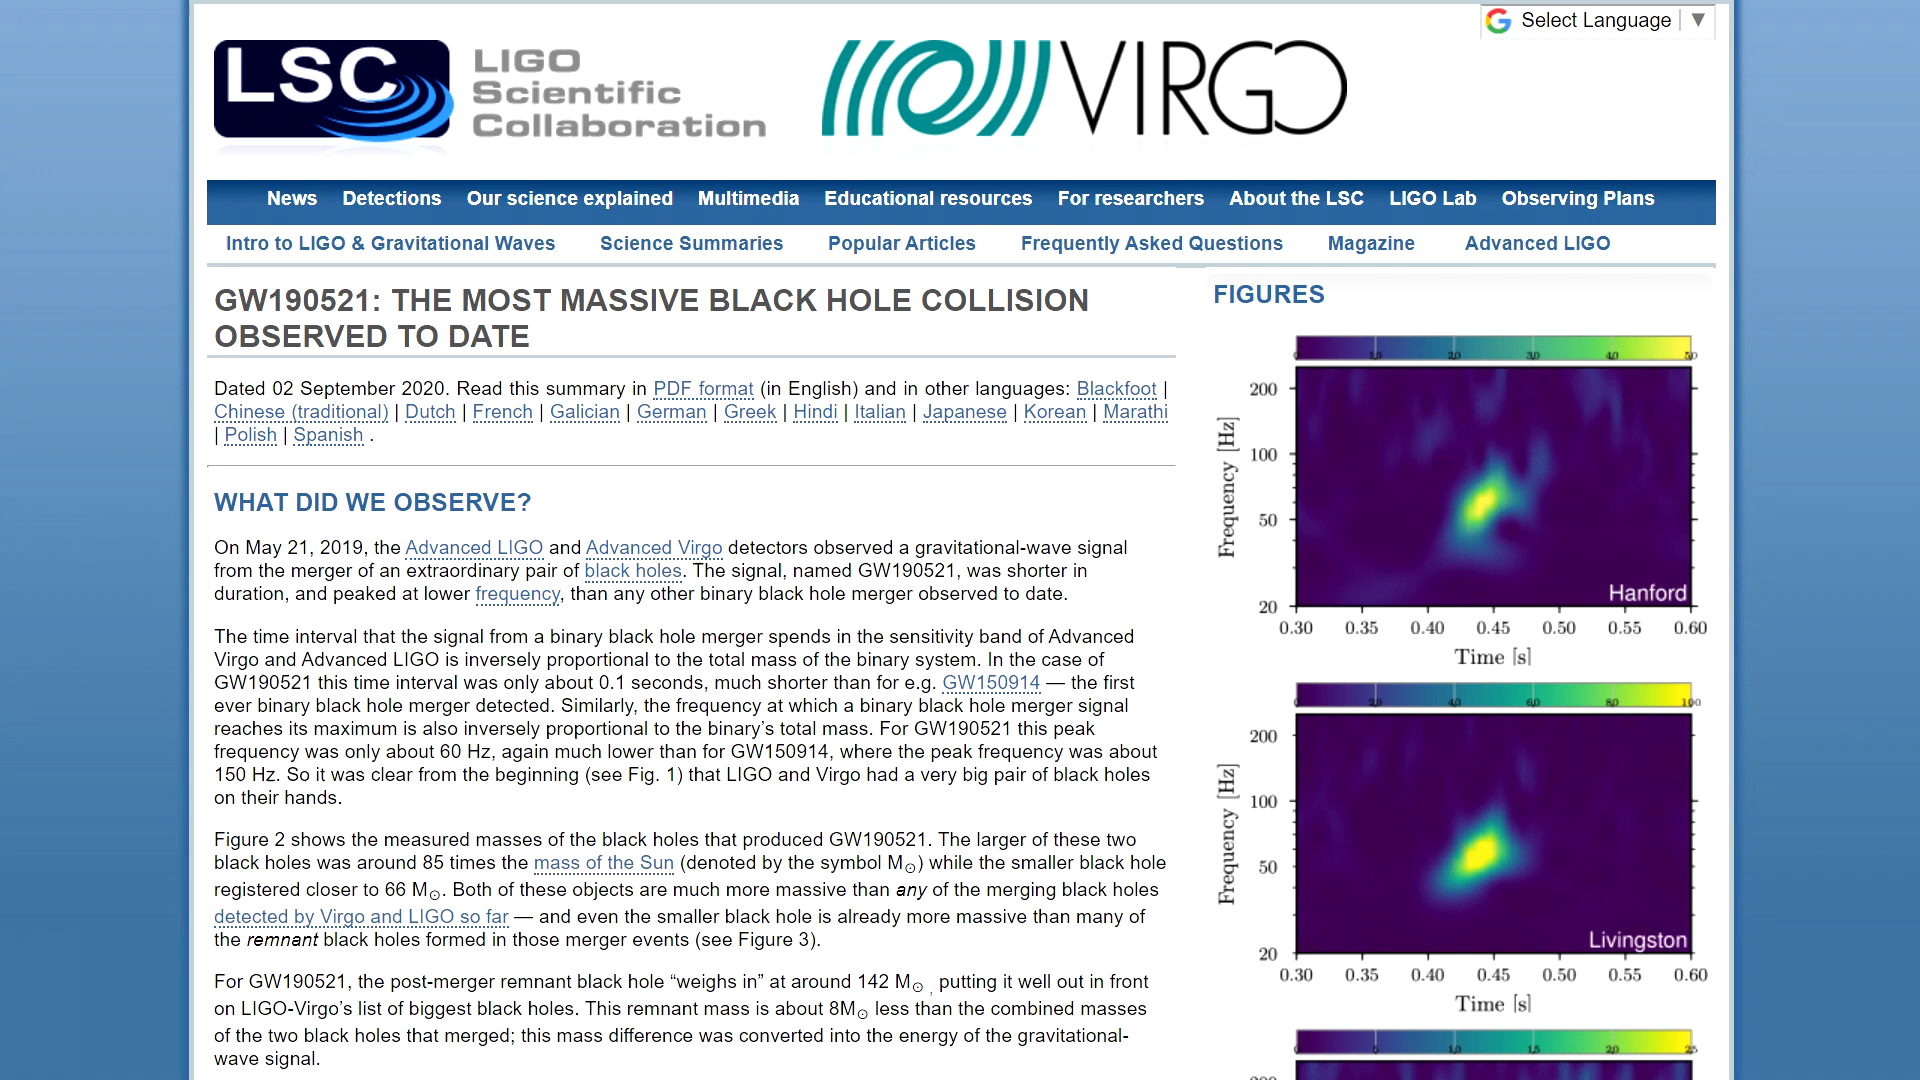 Select Language ▼
LSC LIGO
Scientific
Collaboration
VIRGO
News Detections Our science explained Multimedia Educational resources For researchers About the LSC LIGO Lab Observing Plans
Intro to LIGO & Gravitational Waves Science Summaries Popular Articles Frequently Asked Questions Magazine Advanced LIGO
GW190521: THE MOST MASSIVE BLACK HOLE COLLISION
OBSERVED TO DATE
Dated 02 September 2020. Read this summary in PDF format (in English) and in other languages: Blackfoot |
Chinese (traditional) | Dutch | French | Galician | German | Greek | Hindi | Italian | Japanese | Korean | Marathi
| Polish | Spanish .
WHAT DID WE OBSERVE?
On May 21, 2019, the Advanced LIGO and Advanced Virgo detectors observed a gravitational-wave signal
from the merger of an extraordinary pair of black holes. The signal, named GW190521, was shorter in
duration, and peaked at lower frequency, than any other binary black hole merger observed to date.
The time interval that the signal from a binary black hole merger spends in the sensitivity band of Advanced
Virgo and Advanced LIGO is inversely proportional to the total mass of the binary system. In the case of
GW190521 this time interval was only about 0.1 seconds, much shorter than for e.g. GW150914 — the first
ever binary black hole merger detected. Similarly, the frequency at which a binary black hole merger signal
reaches its maximum is also inversely proportional to the binary’s total mass. For GW190521 this peak
frequency was only about 60 Hz, again much lower than for GW150914, where the peak frequency was about
150 Hz. So it was clear from the beginning (see Fig. 1) that LIGO and Virgo had a very big pair of black holes
on their hands.
Figure 2 shows the measured masses of the black holes that produced GW190521. The larger of these two
black holes was around 85 times the mass of the Sun (denoted by the symbol M⊙) while the smaller black hole
registered closer to 66 M⊙. Both of these objects are much more massive than any of the merging black holes
detected by Virgo and LIGO so far — and even the smaller black hole is already more massive than many of
the remnant black holes formed in those merger events (see Figure 3).
For GW190521, the post-merger remnant black hole “weighs in” at around 142 M⊙ , putting it well out in front
on LIGO-Virgo’s list of biggest black holes. This remnant mass is about 8M⊙ less than the combined masses
of the two black holes that merged; this mass difference was converted into the energy of the gravitational-
wave signal.
FIGURES
0 10 20 30 40 50
200
100
50
20
Frequency [Hz]
Hanford
0.30 0.35 0.40 0.45 0.50 0.55 0.60
Time [s]
0 20 40 60 80 100
200
100
50
20
Frequency [Hz]
Livingston
0.30 0.35 0.40 0.45 0.50 0.55 0.60
Time [s]
0 5 10 15 20 25
200